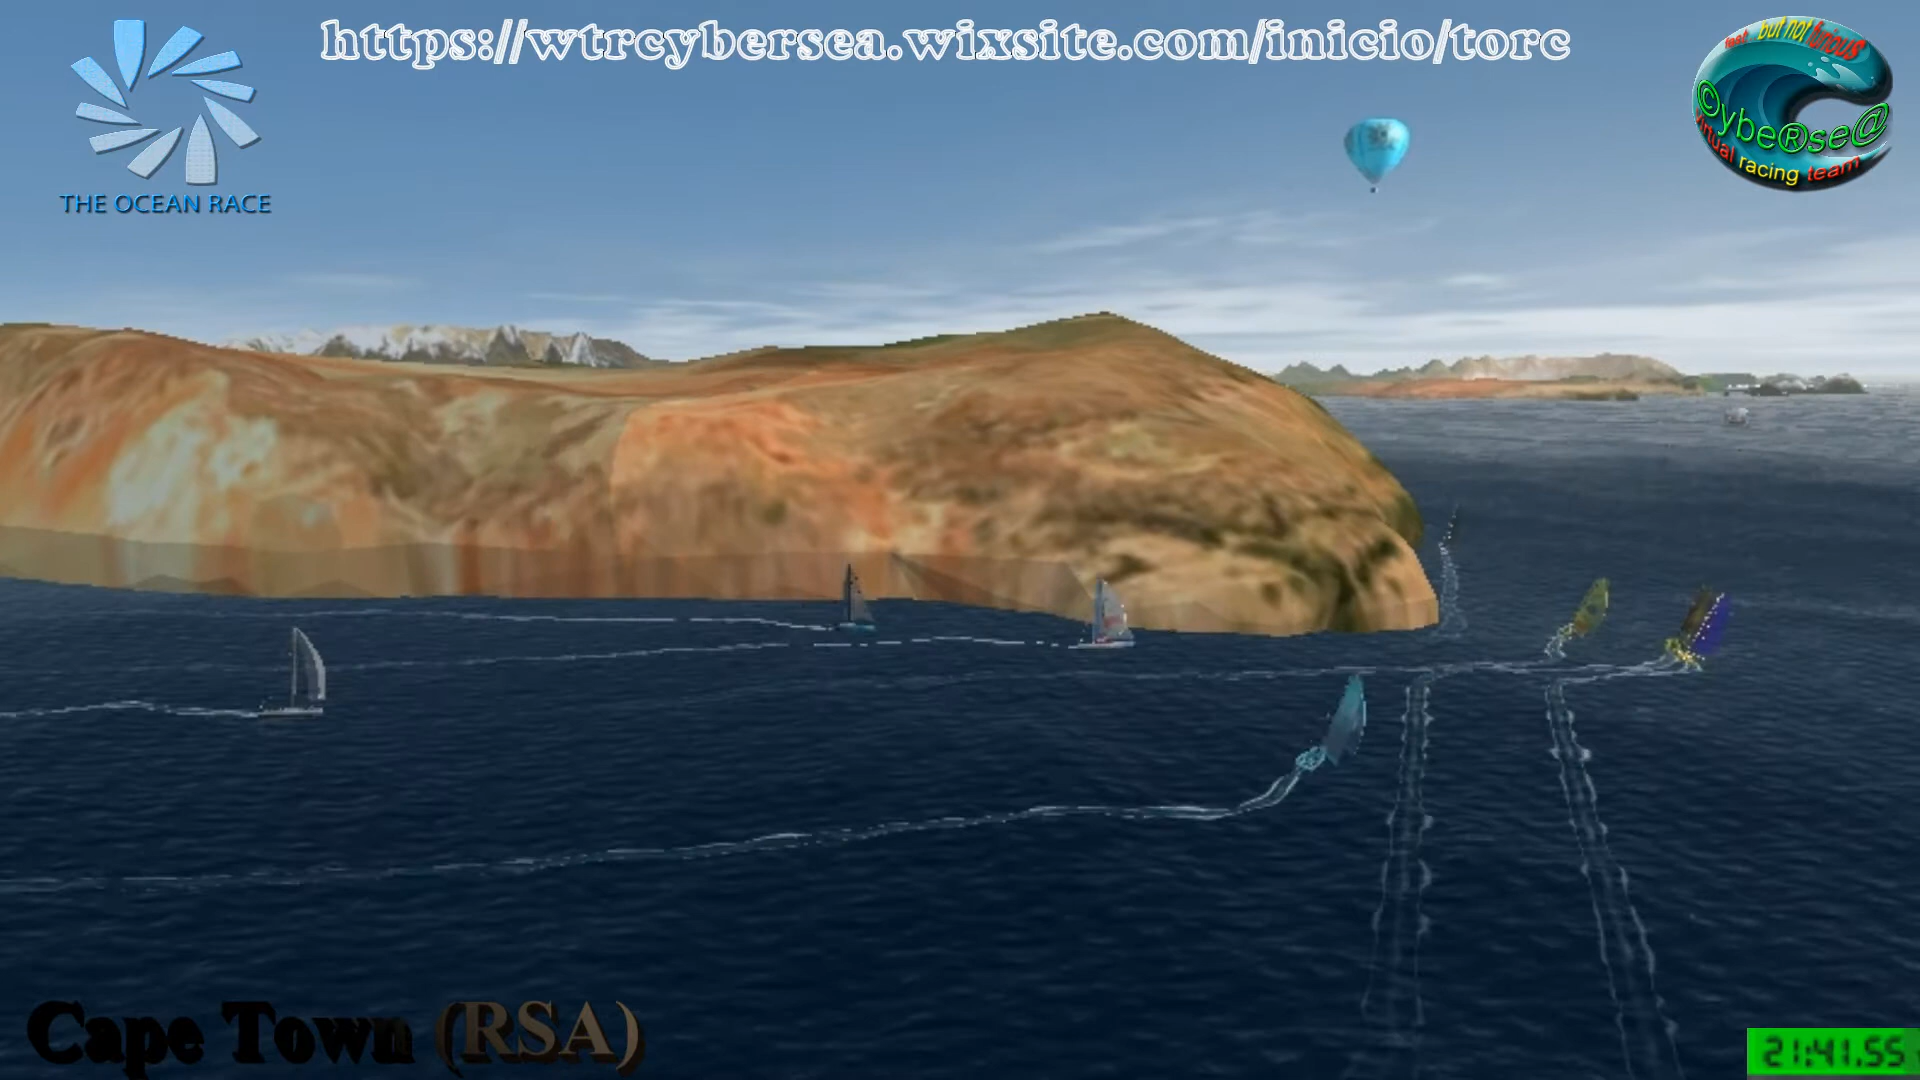 https://wtrcybersea.wixsite.com/inicio/torc
THE OCEAN RACE
fast but not furious
©ybe®se@
virtual racing team
Cape Town (RSA)
21:41.55